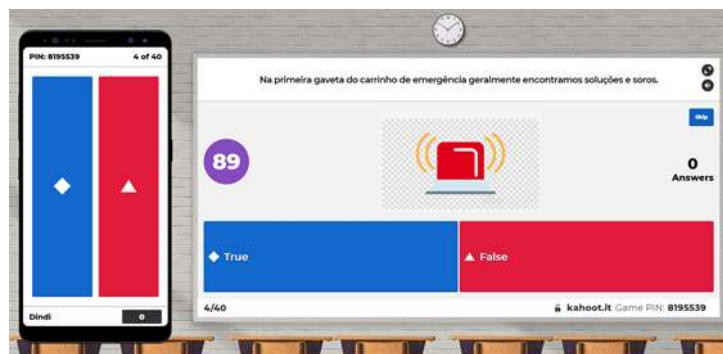 PIN: 8195539 4 of 40
Na primeira gaveta do carrinho de emergência geralmente encontramos soluções e soros.
Skip
89
0
Answers
True
False
Dindi 0
4/40
kahoot.it Game PIN: 8195539